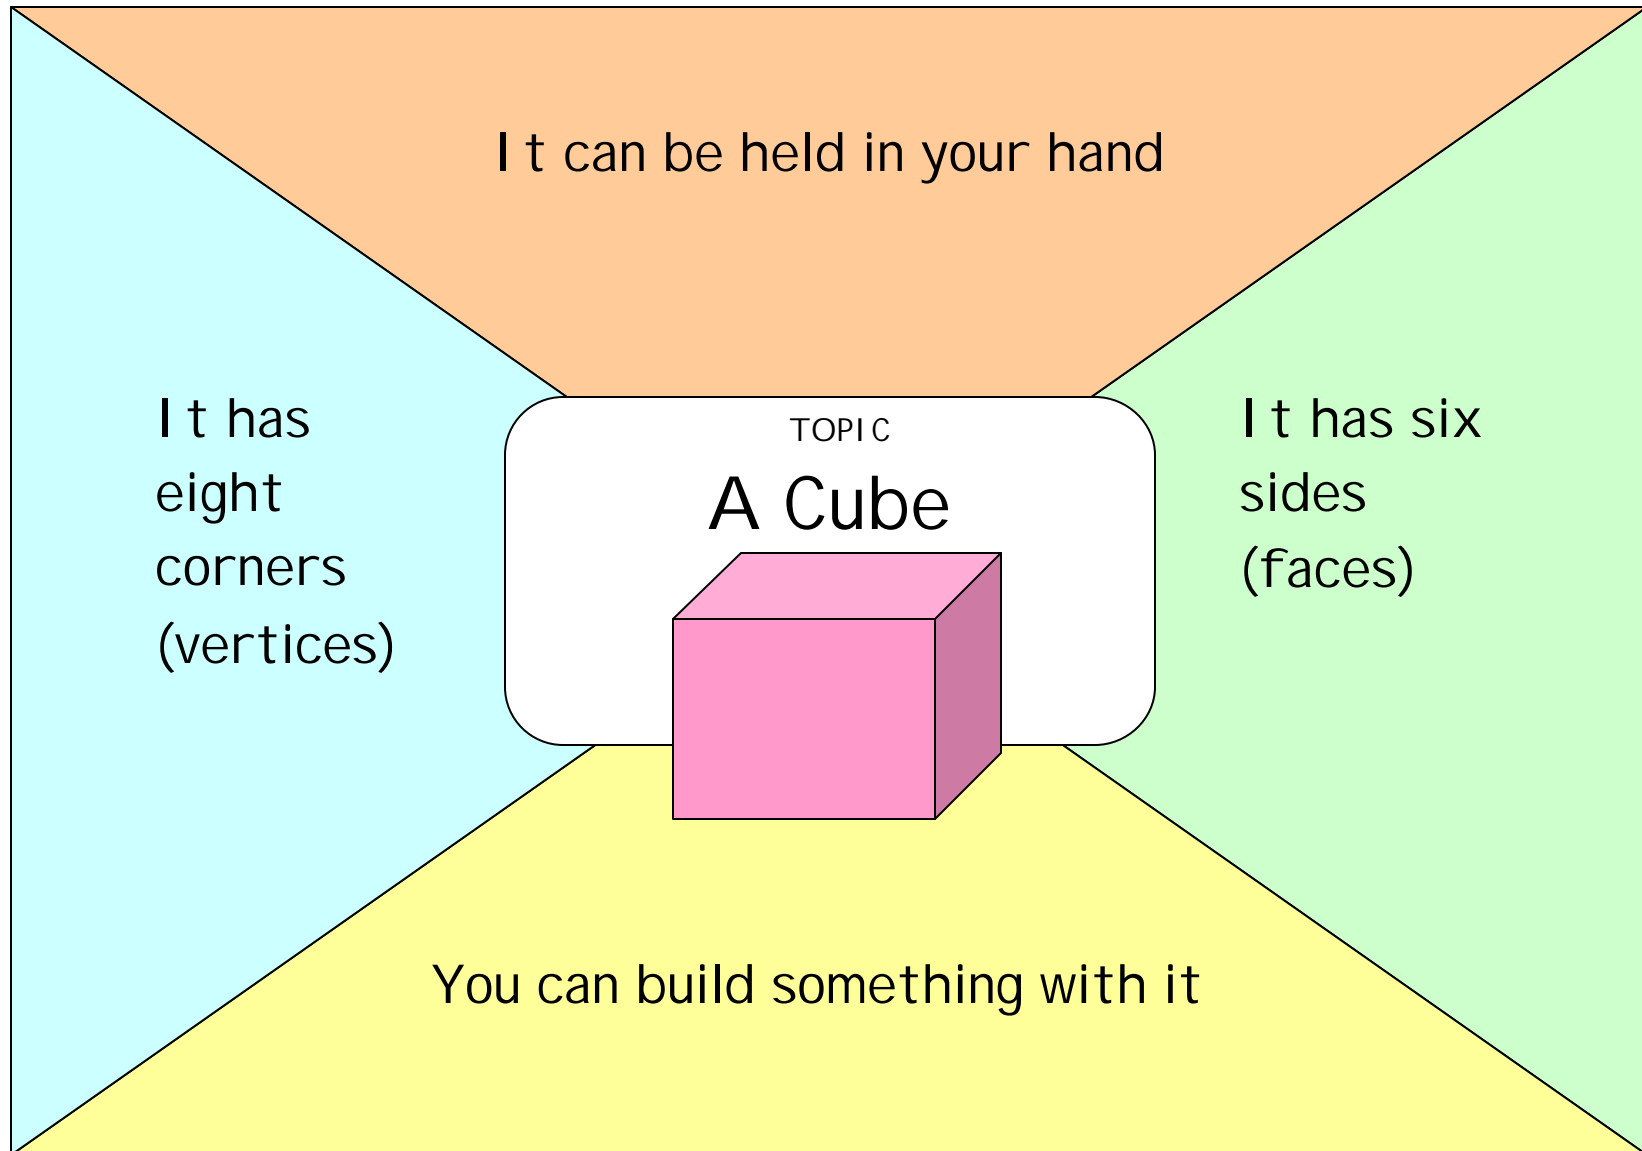 It can be held in your hand
It has
eight
corners
(vertices)
TOPIC
A Cube
It has six
sides
(faces)
You can build something with it